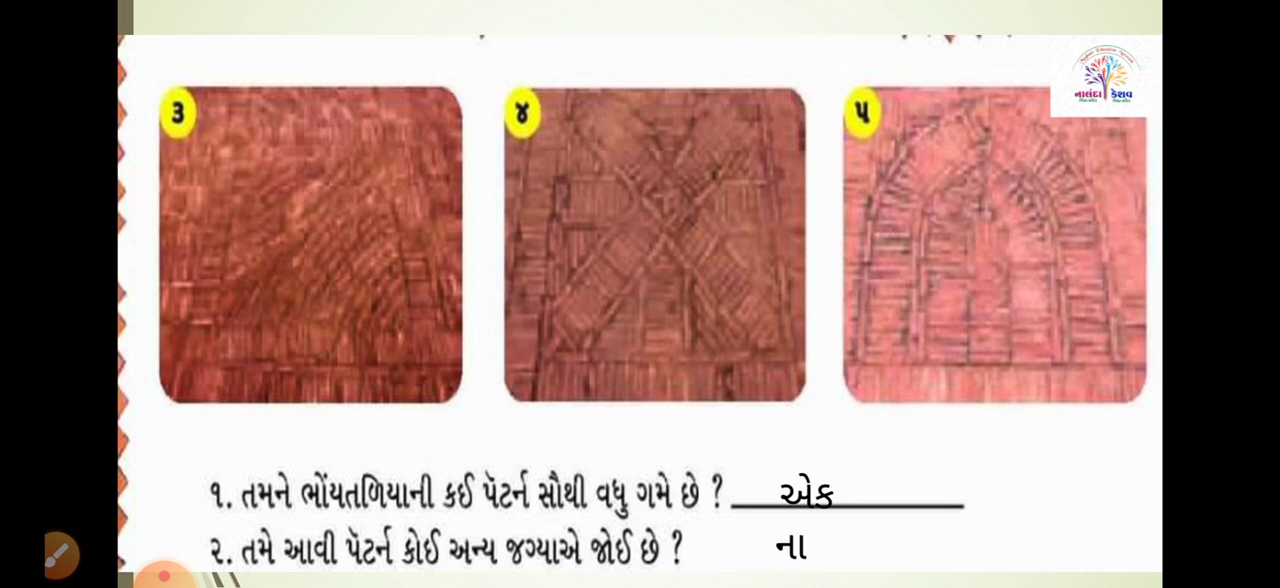 ૩
૪
૫
નાલંદા કેશવ
૧. તમને ભોંયતળિયાની કઈ પૅટર્ન સૌથી વધુ ગમે છે ? એક
૨. તમે આવી પૅટર્ન કોઈ અન્ય જગ્યાએ જોઈ છે ? ના